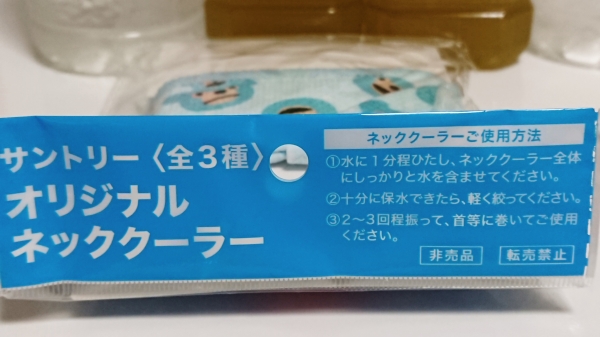 サントリー〈全3種〉
オリジナル
ネッククーラー
ネッククーラーご使用方法
①水に1分程ひたし、ネッククーラー全体
にしっかりと水を含ませてください。
②十分に保水できたら、軽く絞ってください。
③2～3回程振って、首等に巻いてご使用
ください。
非売品 転売禁止